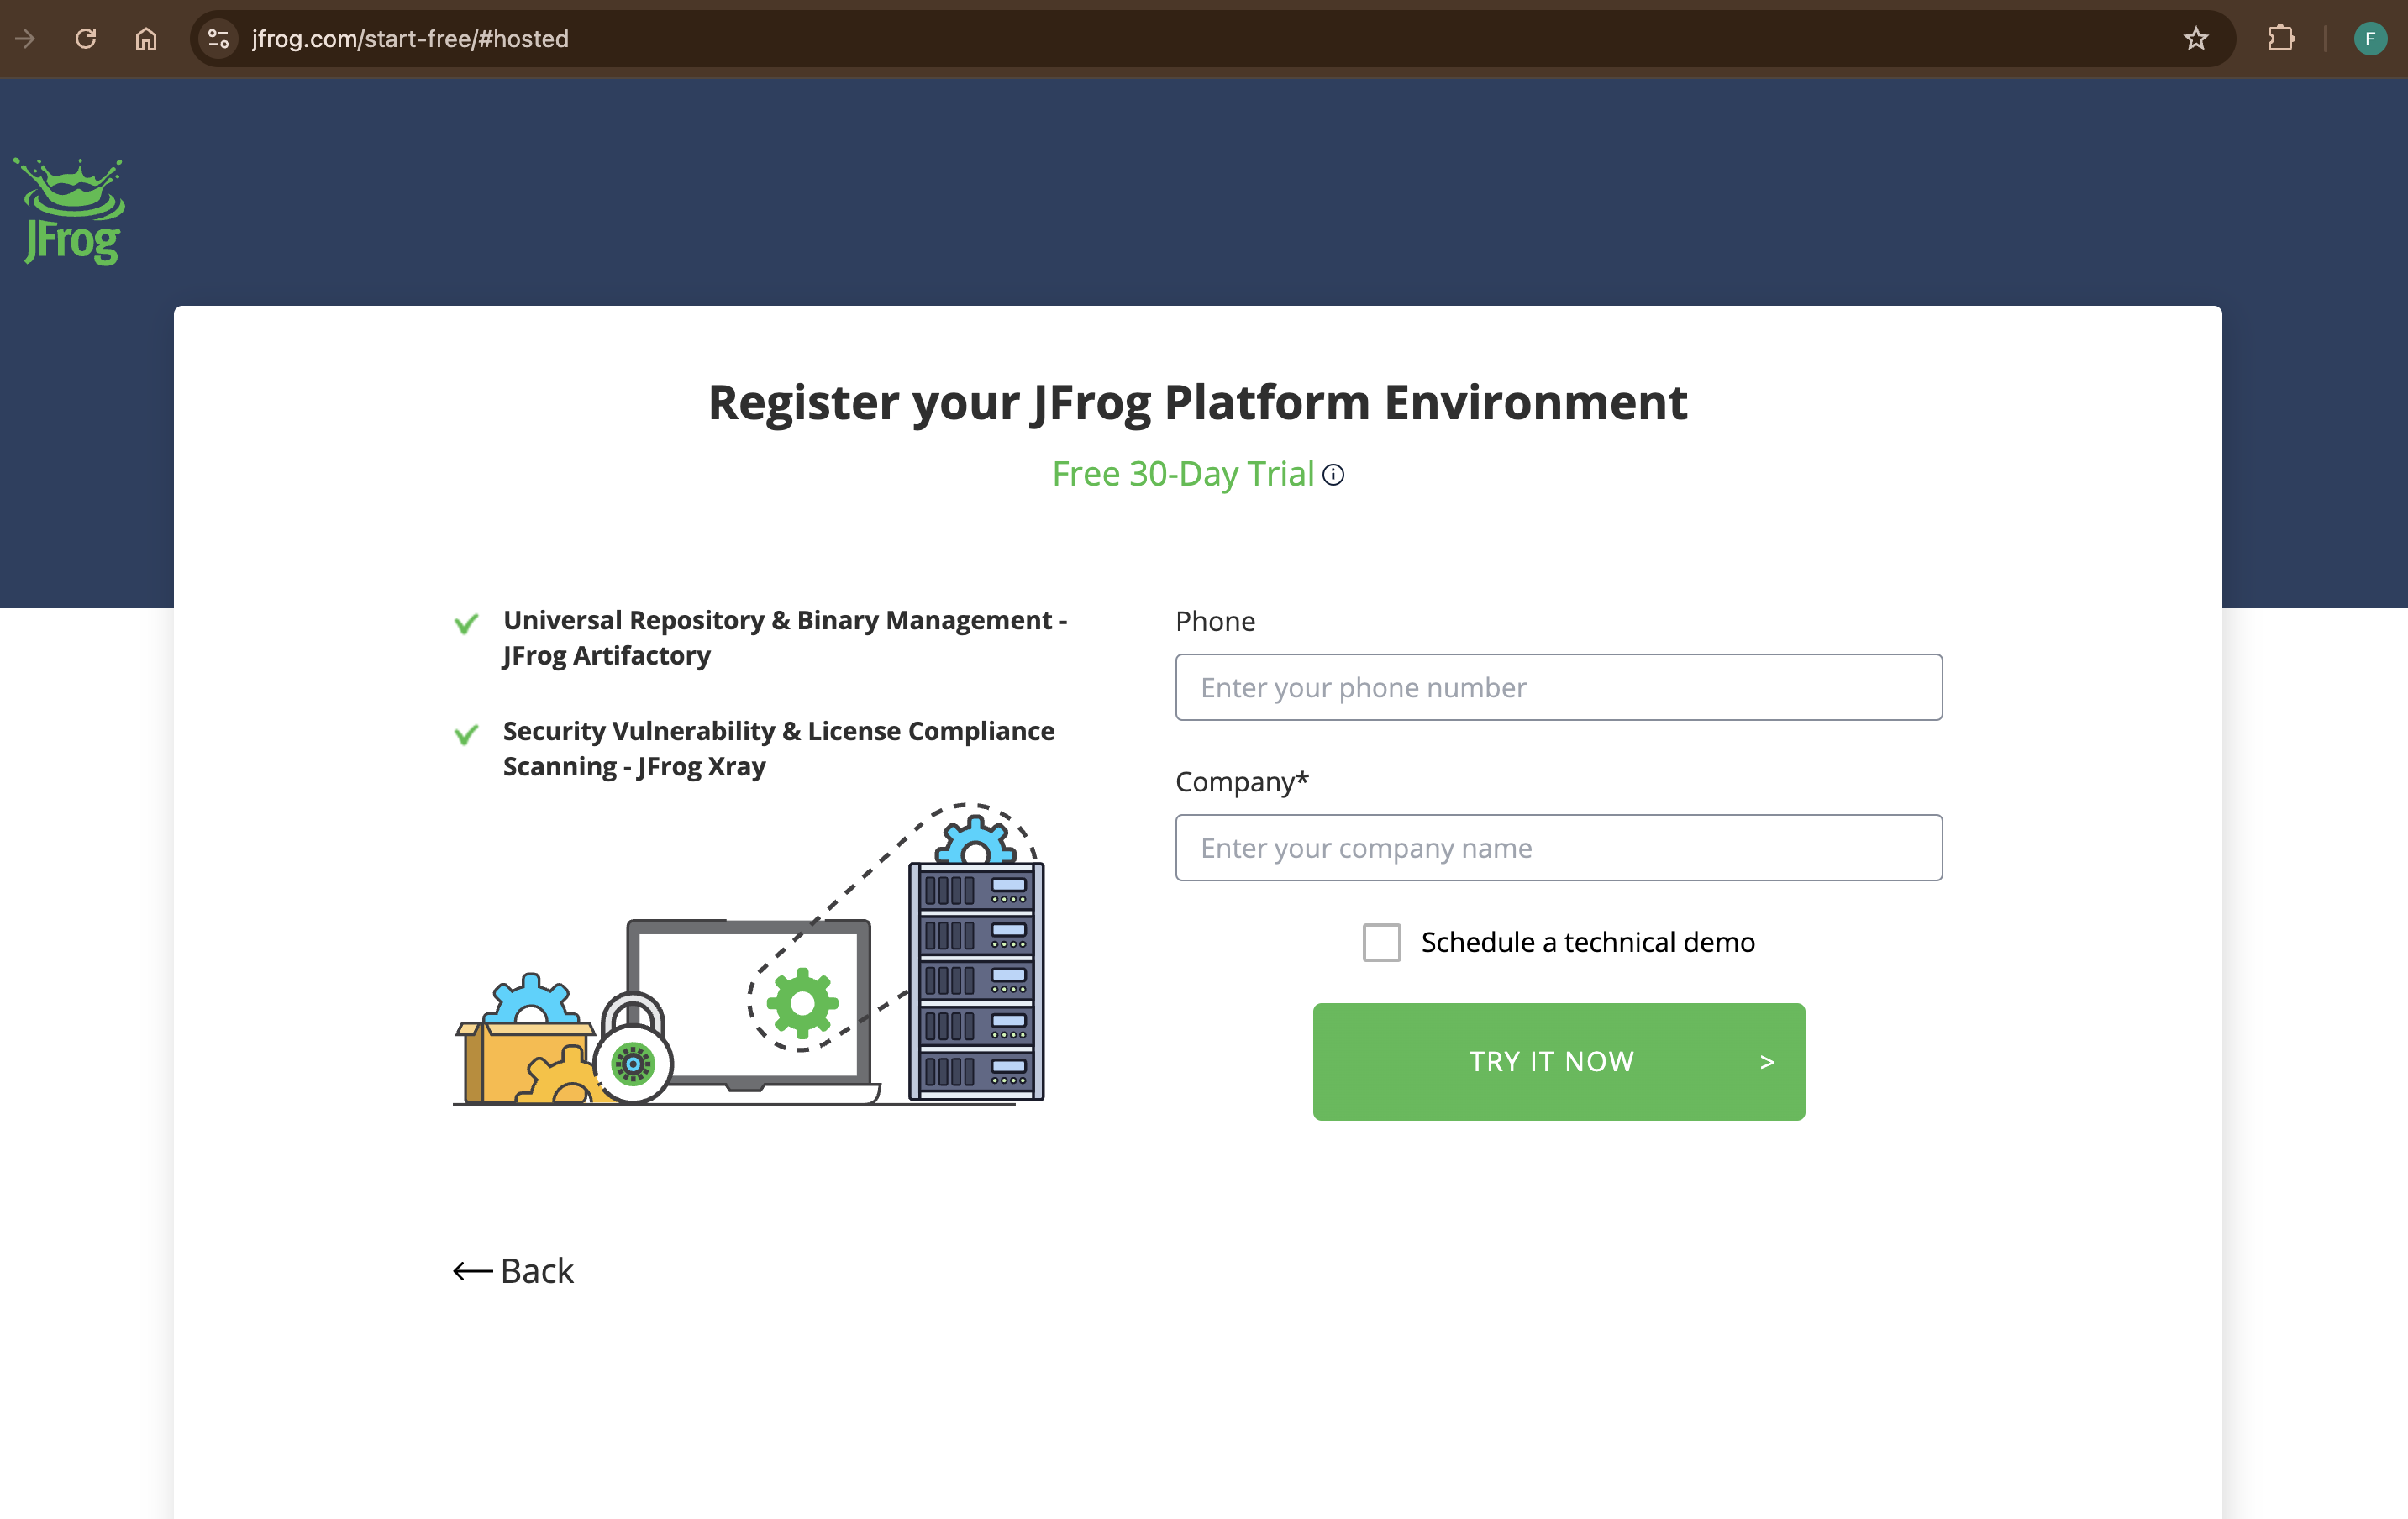 jfrog.com/start-free/#hosted
F
JFrog
Register your JFrog Platform Environment
Free 30-Day Trial
Universal Repository & Binary Management -
JFrog Artifactory
Security Vulnerability & License Compliance
Scanning - JFrog Xray
Phone
Enter your phone number
Company*
Enter your company name
Schedule a technical demo
TRY IT NOW >
Back